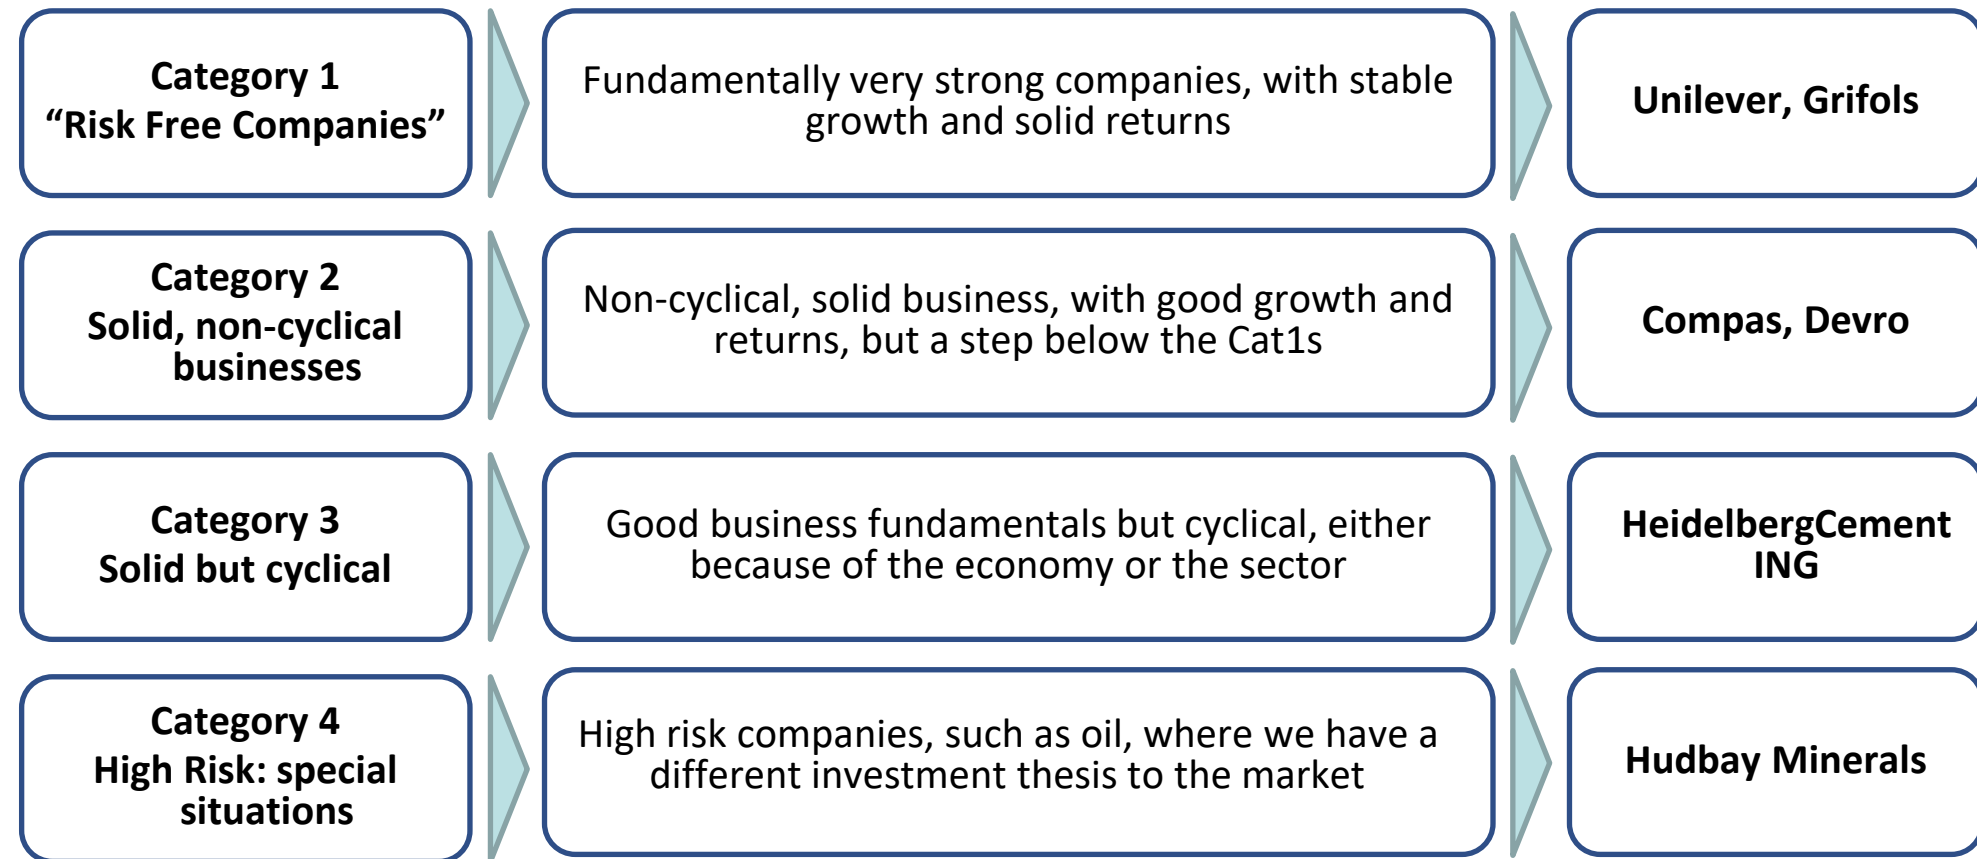 Category 1
“Risk Free Companies”
Fundamentally very strong companies, with stable
growth and solid returns
Unilever, Grifols
Category 2
Solid, non-cyclical
businesses
Non-cyclical, solid business, with good growth and
returns, but a step below the Cat1s
Compas, Devro
Category 3
Solid but cyclical
Good business fundamentals but cyclical, either
because of the economy or the sector
HeidelbergCement
ING
Category 4
High Risk: special
situations
High risk companies, such as oil, where we have a
different investment thesis to the market
Hudbay Minerals